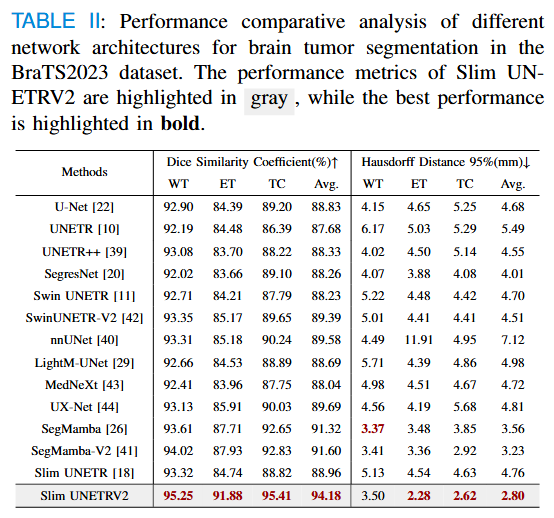 TABLE II: Performance comparative analysis of different
network architectures for brain tumor segmentation in the
BraTS2023 dataset. The performance metrics of Slim UN-
ETRV2 are highlighted in gray , while the best performance
is highlighted in bold.
Methods Dice Similarity Coefficient(%)↑ Hausdorff Distance 95%(mm)↓
WT ET TC Avg. WT ET TC Avg.
U-Net [22] 92.90 84.39 89.20 88.83 4.15 4.65 5.25 4.68
UNETR [10] 92.19 84.48 86.39 87.68 6.17 5.03 5.29 5.49
UNETR++ [39] 93.08 83.70 88.22 88.33 4.02 4.50 5.14 4.55
SegresNet [20] 92.02 83.66 89.10 88.26 4.07 3.88 4.08 4.01
Swin UNETR [11] 92.71 84.21 87.79 88.23 5.22 4.48 4.42 4.70
SwinUNETR-V2 [42] 93.35 85.17 89.65 89.39 5.01 4.41 4.41 4.51
nnUNet [40] 93.31 85.18 90.24 89.58 4.49 11.91 4.95 7.12
LightM-UNet [29] 92.66 84.53 88.89 88.69 5.71 4.39 4.86 4.98
MedNeXt [43] 92.41 83.96 87.75 88.04 4.98 4.51 4.67 4.72
UX-Net [44] 93.13 85.91 90.03 89.69 4.56 4.19 5.68 4.81
SegMamba [26] 93.61 87.71 92.65 91.32 3.37 3.48 3.85 3.56
SegMamba-V2 [41] 94.02 87.93 92.83 91.60 3.41 3.36 2.92 3.23
Slim UNETR [18] 93.32 84.74 88.82 88.96 5.13 4.54 4.63 4.76
Slim UNETRV2 95.25 91.88 95.41 94.18 3.50 2.28 2.62 2.80